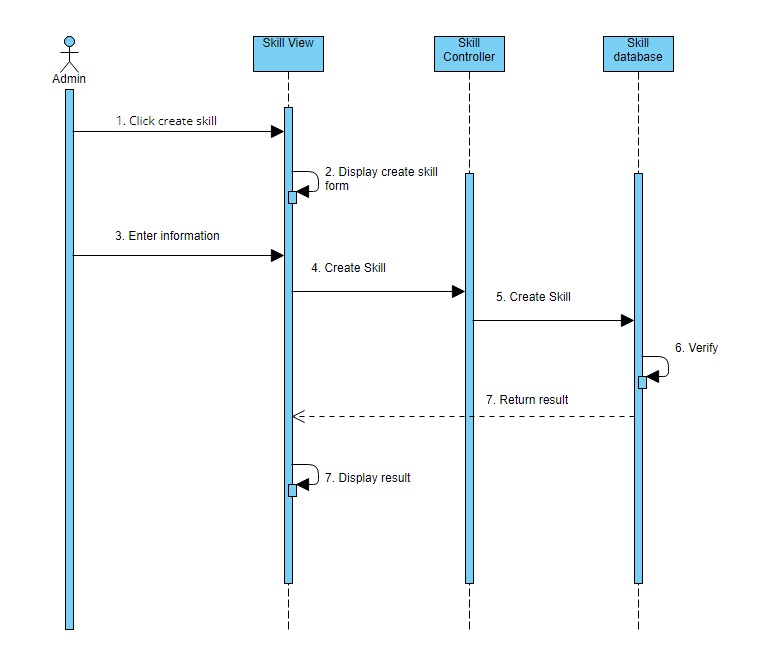 Admin
Skill View
Skill
Controller
Skill
database
1. Click create skill
2. Display create skill
form
3. Enter information
4. Create Skill
5. Create Skill
6. Verify
7. Return result
7. Display result